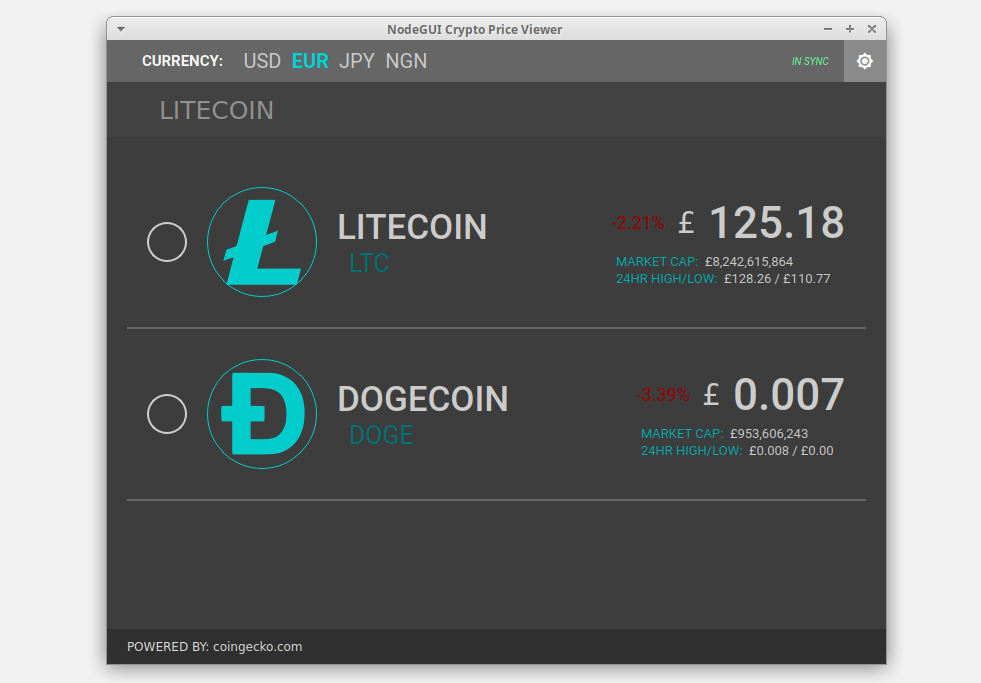 NodeGUI Crypto Price Viewer
CURRENCY: USD EUR JPY NGN IN SYNC
LITECOIN
LITECOIN
LTC
-2.21% £ 125.18
MARKET CAP: £8,242,615,864
24HR HIGH/LOW: £128.26 / £110.77
DOGECOIN
DOGE
-3.39% £ 0.007
MARKET CAP: £953,606,243
24HR HIGH/LOW: £0.008 / £0.00
POWERED BY: coingecko.com